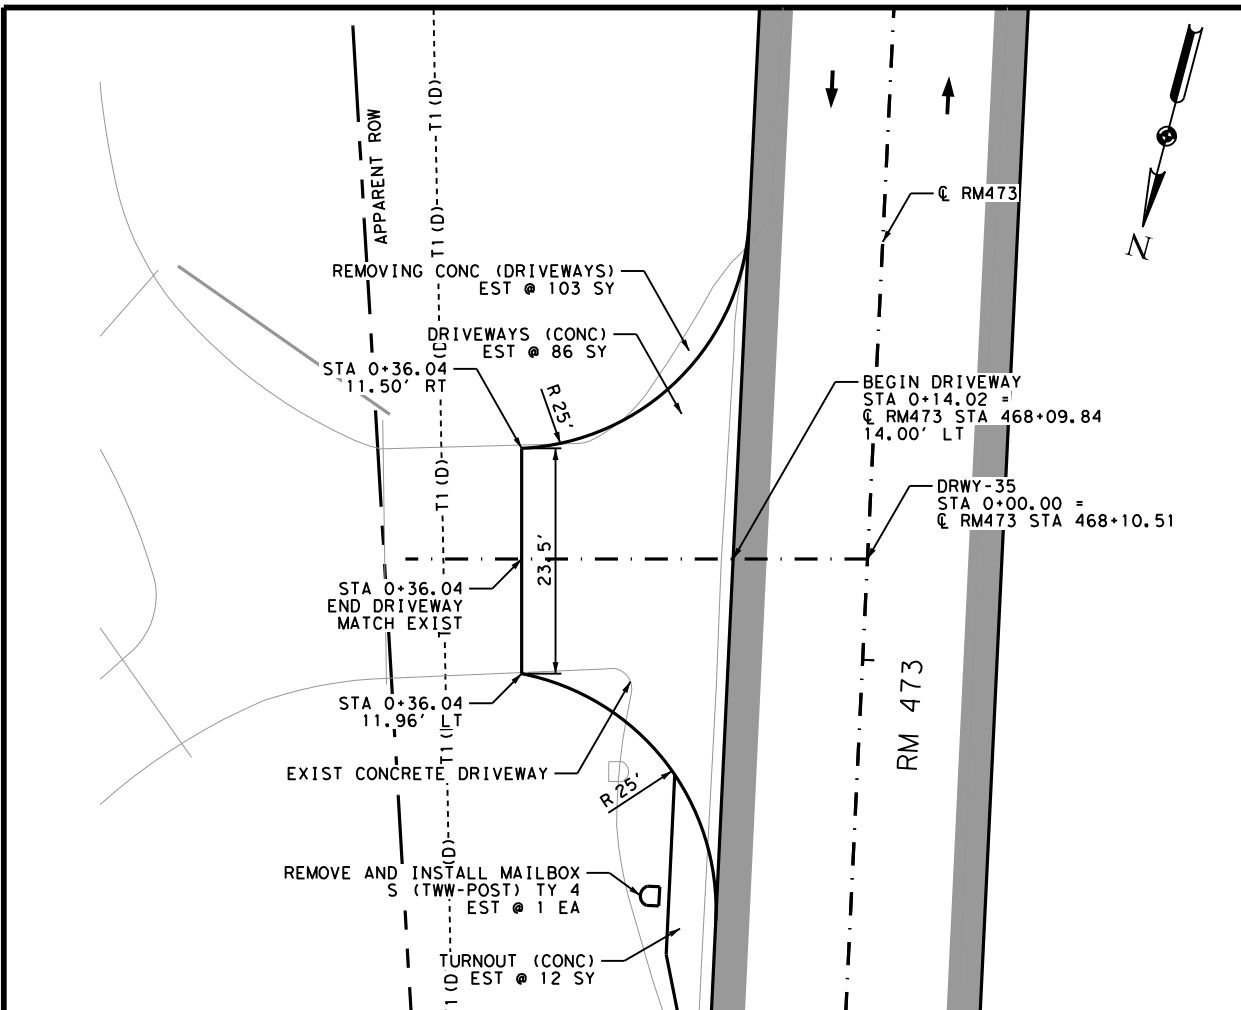 APPARENT ROW
T1 (D)
T1 (D)
T1 (D)
T1 (D)
℄ RM473
N
REMOVING CONC (DRIVEWAYS)
EST @ 103 SY
DRIVEWAYS (CONC)
EST @ 86 SY
STA 0+36.04
11.50' RT
R 25'
BEGIN DRIVEWAY
STA 0+14.02 =
℄ RM473 STA 468+09.84
14.00' LT
DRWY-35
STA 0+00.00 =
℄ RM473 STA 468+10.51
23.5'
STA 0+36.04
END DRIVEWAY
MATCH EXIST
STA 0+36.04
11.96' LT
RM 473
EXIST CONCRETE DRIVEWAY
R 25'
REMOVE AND INSTALL MAILBOX
S (TWW-POST) TY 4
EST @ 1 EA
TURNOUT (CONC)
EST @ 12 SY